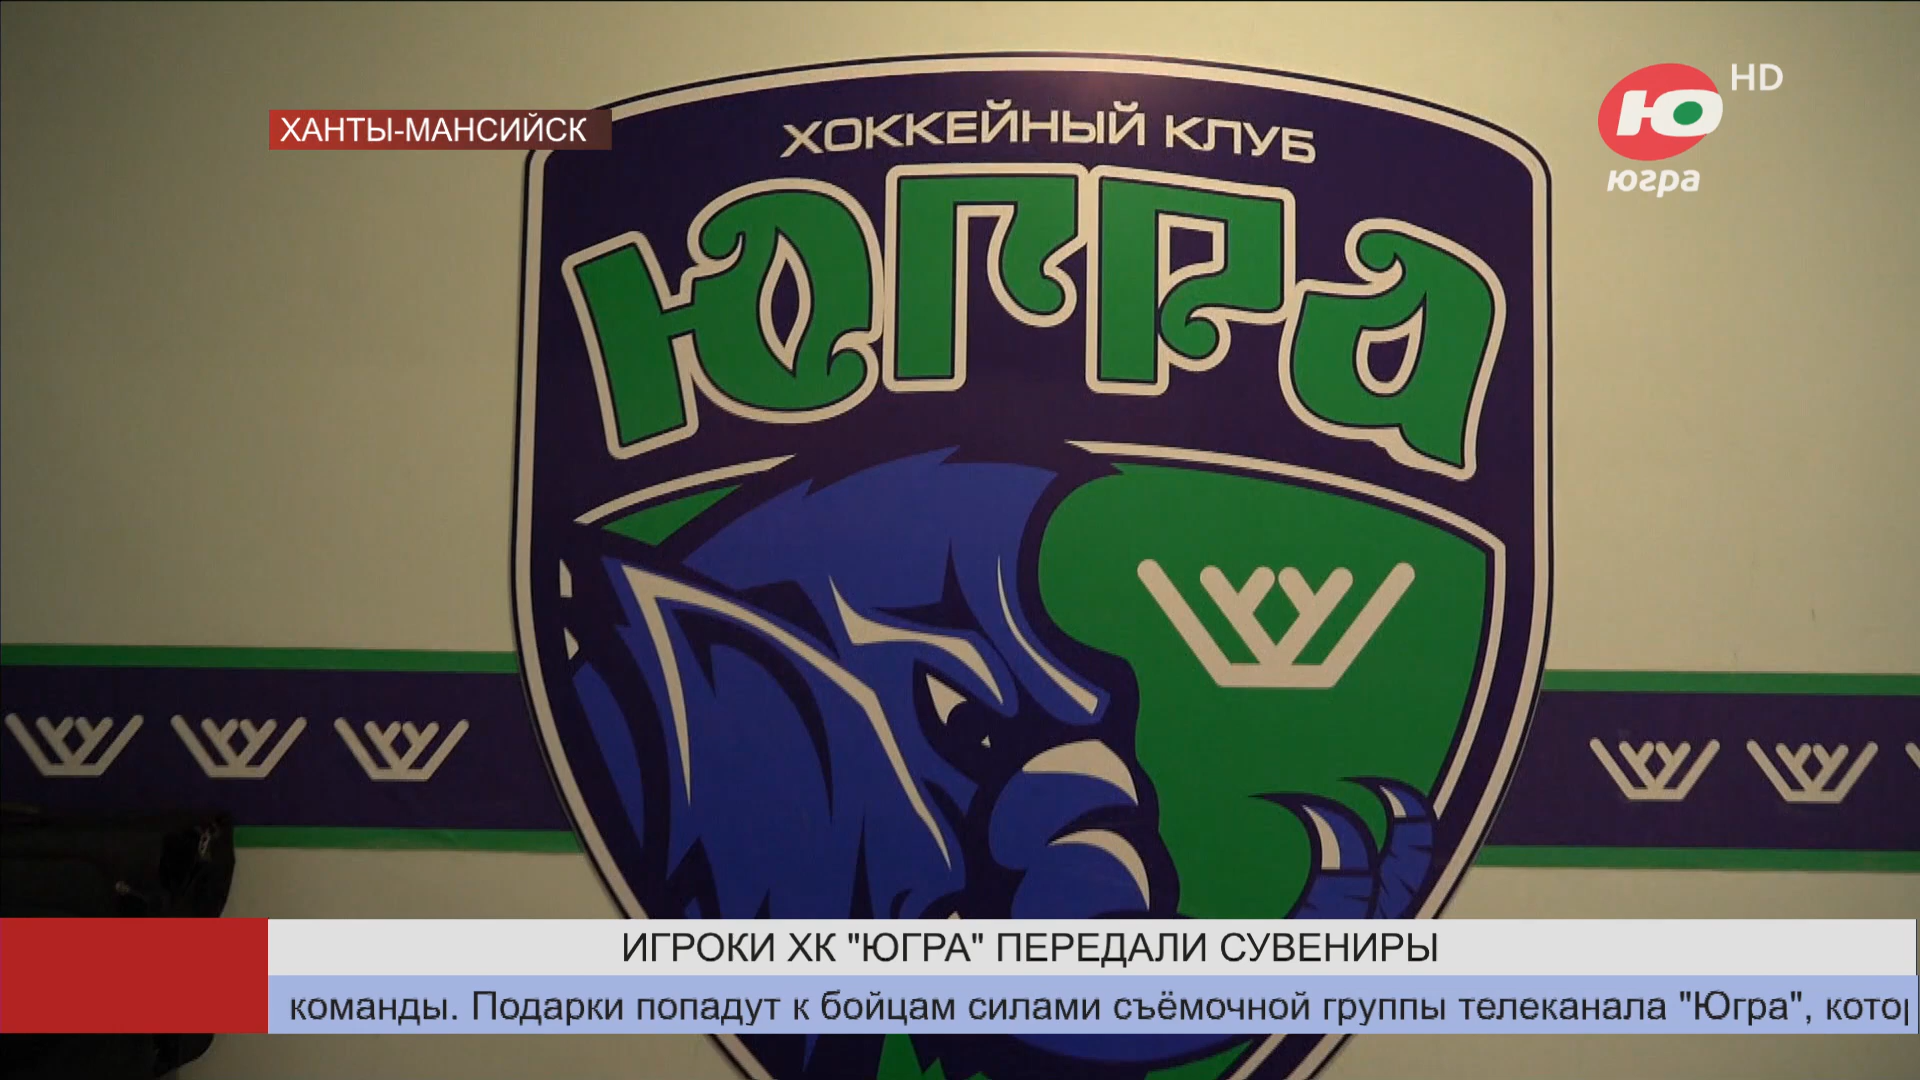 ХАНТЫ-МАНСИЙСК
HD
югра
ХОККЕЙНЫЙ КЛУБ
ЮГРА
ИГРОКИ ХК "ЮГРА" ПЕРЕДАЛИ СУВЕНИРЫ
команды. Подарки попадут к бойцам силами съёмочной группы телеканала "Югра", кото